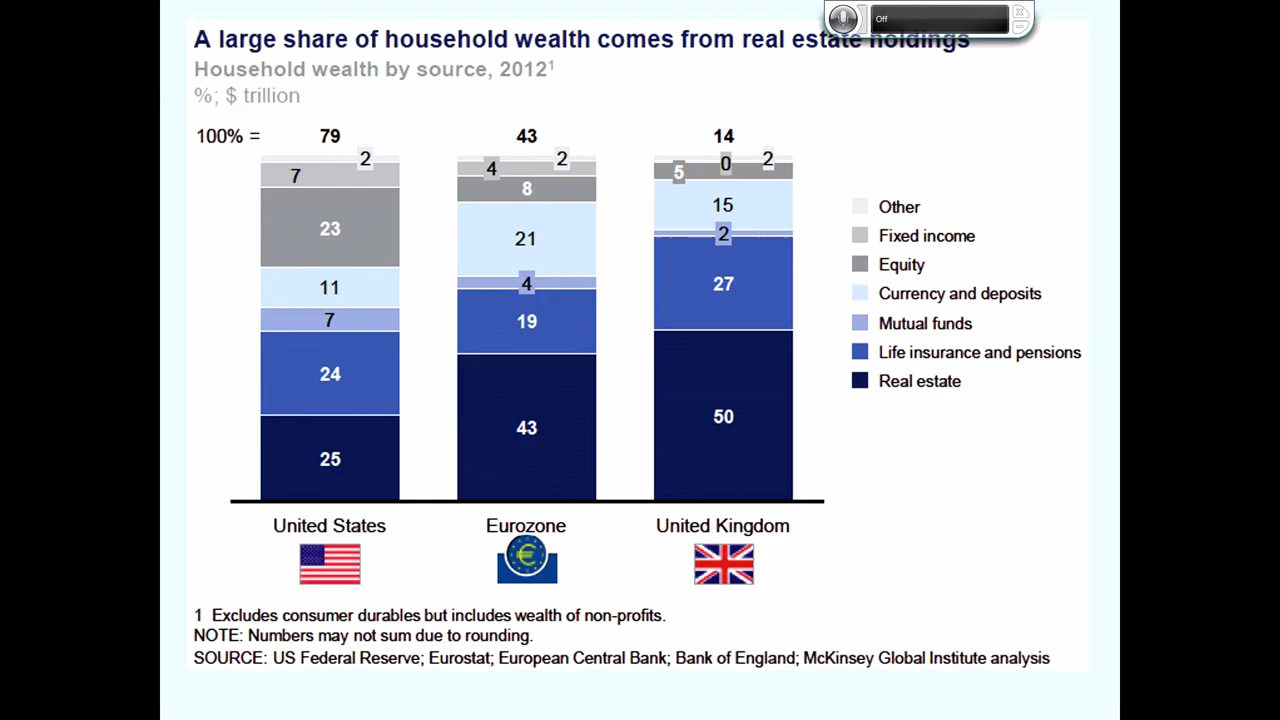 Off
A large share of household wealth comes from real estate holdings
Household wealth by source, 2012¹
%; $ trillion
100% = 79 43 14
2 2 0 2
7 4 5
23 8 15
11 21 2
7 4 27
24 19 50
25 43
Other
Fixed income
Equity
Currency and deposits
Mutual funds
Life insurance and pensions
Real estate
United States Eurozone United Kingdom
1 Excludes consumer durables but includes wealth of non-profits.
NOTE: Numbers may not sum due to rounding.
SOURCE: US Federal Reserve; Eurostat; European Central Bank; Bank of England; McKinsey Global Institute analysis